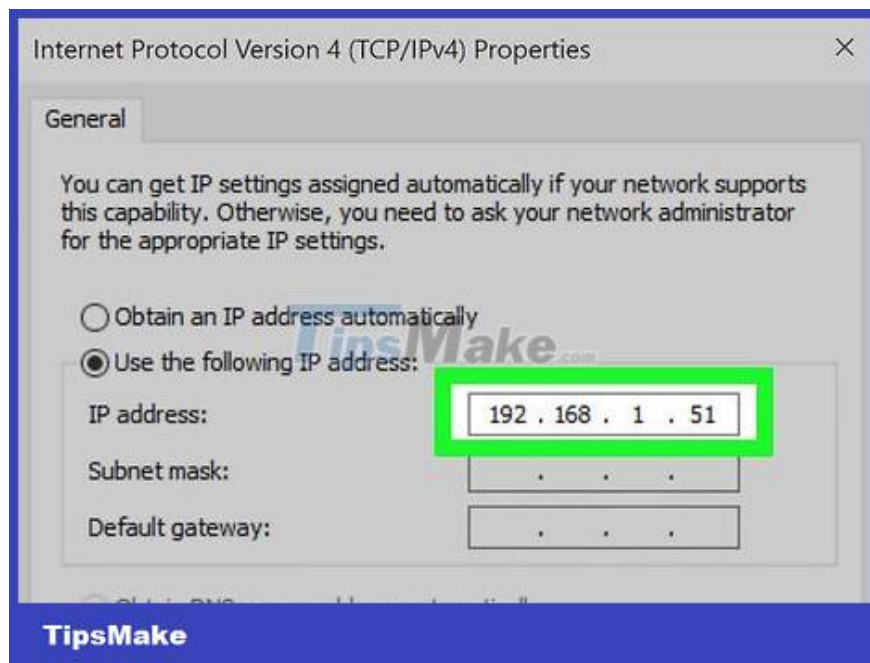 Internet Protocol Version 4 (TCP/IPv4) Properties
General
You can get IP settings assigned automatically if your network supports
this capability. Otherwise, you need to ask your network administrator
for the appropriate IP settings.
Obtain an IP address automatically
TipsMake.com
Use the following IP address:
IP address:
192 . 168 . 1 . 51
Subnet mask:
. . .
Default gateway:
. . .
TipsMake